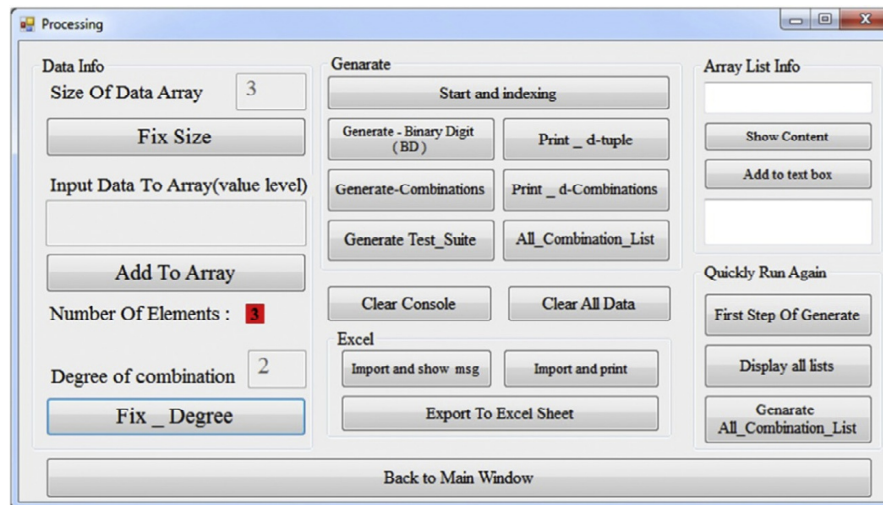 Processing
Data Info
Size Of Data Array 3
Fix Size
Input Data To Array(value level)
Add To Array
Number Of Elements : 3
Degree of combination 2
Fix _ Degree
Genarate
Start and indexing
Generate - Binary Digit
( BD )
Print _ d-tuple
Generate-Combinations
Print _ d-Combinations
Generate Test_Suite
All_Combination_List
Clear Console
Clear All Data
Excel
Import and show msg
Import and print
Export To Excel Sheet
Array List Info
Show Content
Add to text box
Quickly Run Again
First Step Of Generate
Display all lists
Genarate
All_Combination_List
Back to Main Window